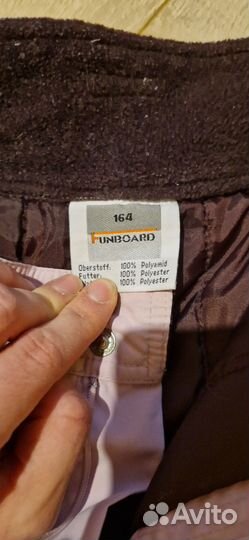 164
FUNBOARD
Oberstoff: 100% Polyamid
Futter: 100% Polyester
100% Polyester
Avito